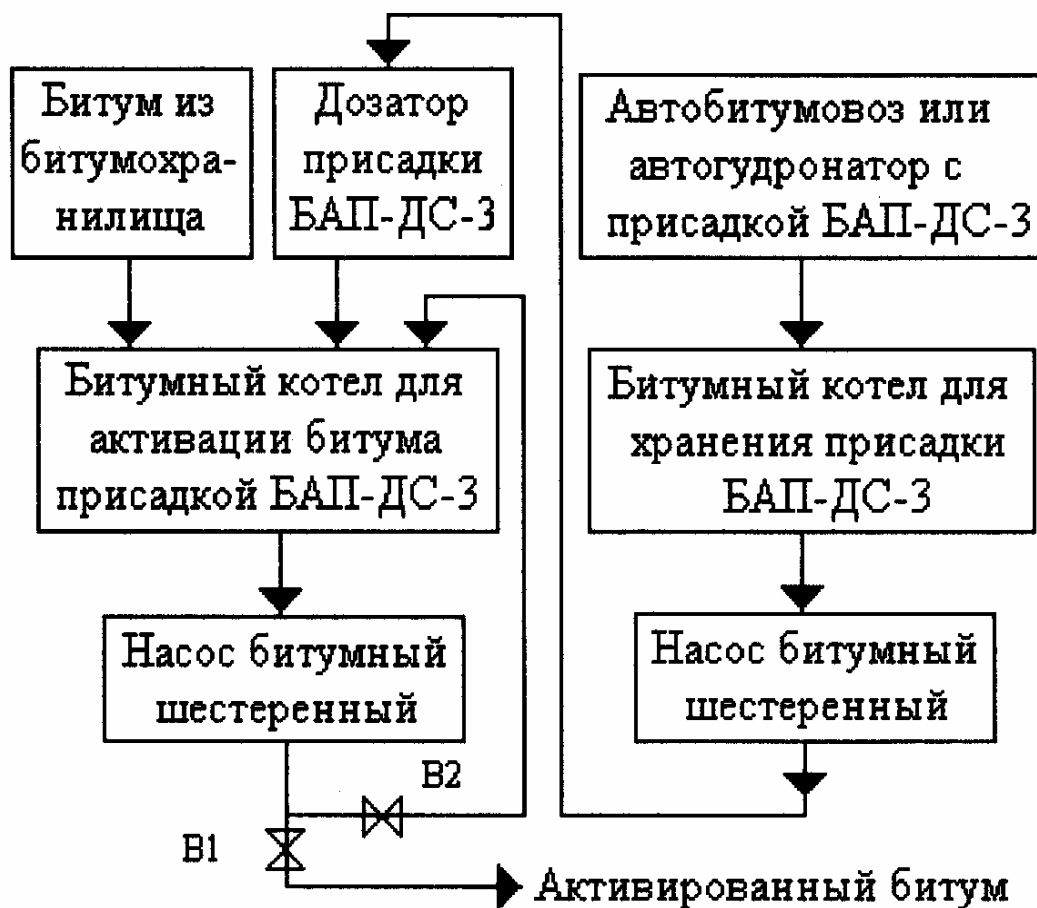 Битум из
битумохра-
нилища
Дозатор
присадки
БАП-ДС-3
Автобитумовоз или
автогудронатор с
присадкой БАП-ДС-3
Битумный котел для
активации битума
присадкой БАП-ДС-3
Битумный котел для
хранения присадки
БАП-ДС-3
Насос битумный
шестеренный
Насос битумный
шестеренный
В2
В1
Активированный битум